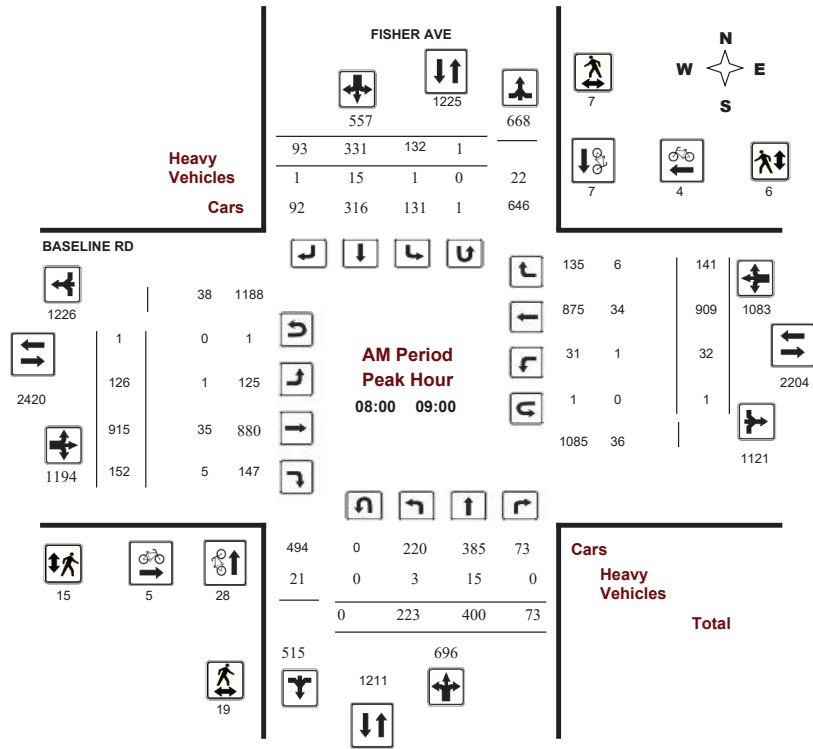 FISHER AVE
N
W E
S
1225
7
557 668
93 331 132 1
Heavy
Vehicles
1 15 1 0 22
7 4 6
Cars 92 316 131 1 646
BASELINE RD
135 6 141
1226 38 1188
875 34 909 1083
1 0 1
AM Period
Peak Hour
31 1 32
2204
2420 126 1 125
08:00 09:00
1 0 1
915 35 880
1085 36
1121
1194 152 5 147
494 0 220 385 73 Cars
21 0 3 15 0 Heavy
Vehicles
15 5 28
0 223 400 73 Total
515 696
1211
19